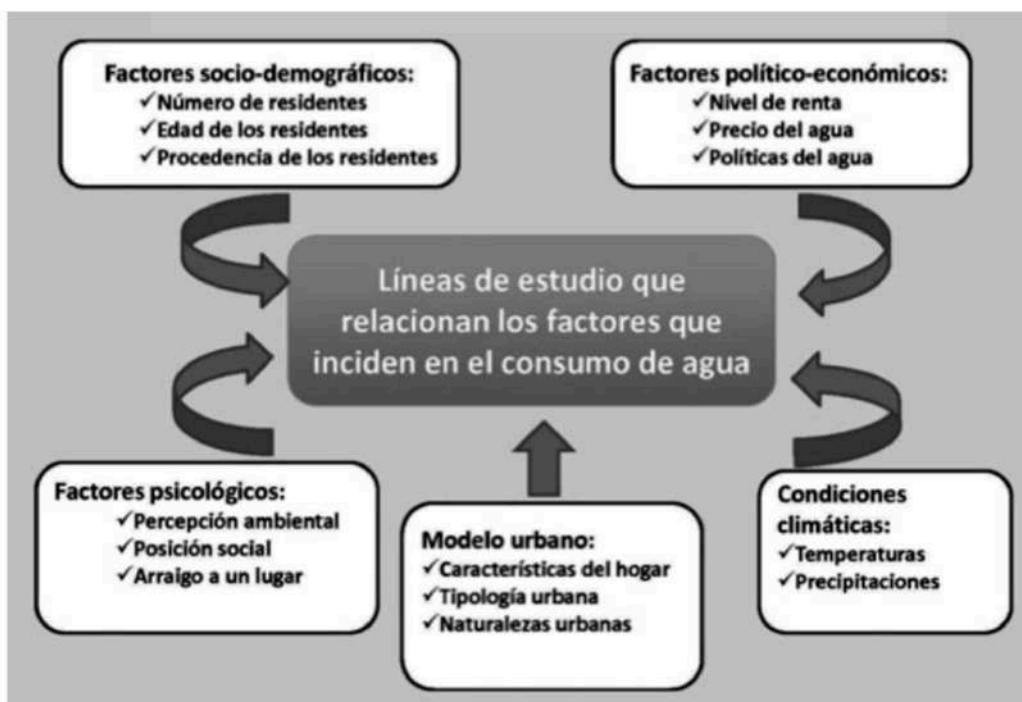 Factores socio-demográficos:
✓Número de residentes
✓Edad de los residentes
✓Procedencia de los residentes
Factores político-económicos:
✓Nivel de renta
✓Precio del agua
✓Políticas del agua
Líneas de estudio que
relacionan los factores que
inciden en el consumo de agua
Factores psicológicos:
✓Percepción ambiental
✓Posición social
✓Arraigo a un lugar
Modelo urbano:
✓Características del hogar
✓Tipología urbana
✓Naturalezas urbanas
Condiciones
climáticas:
✓Temperaturas
✓Precipitaciones